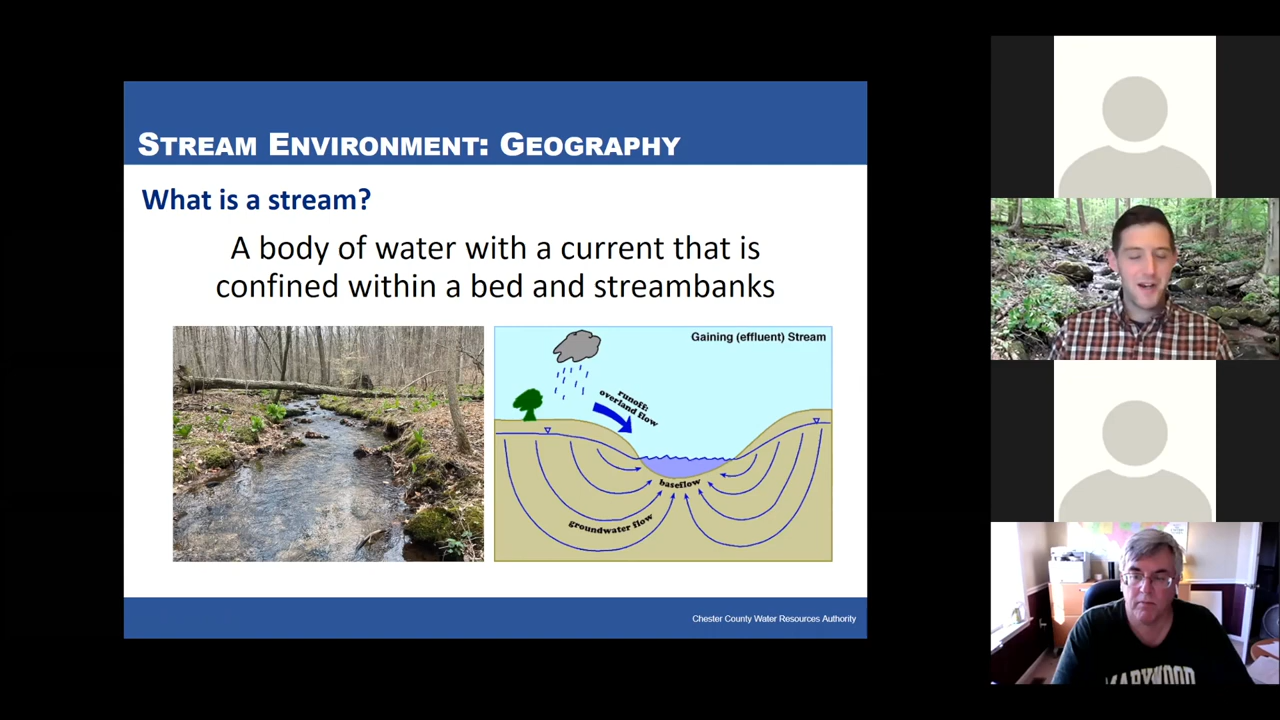 STREAM ENVIRONMENT: GEOGRAPHY
What is a stream?
A body of water with a current that is
confined within a bed and streambanks
Gaining (effluent) Stream
runoff:
overland flow
baseflow
groundwater flow
Chester County Water Resources Authority
MARYWOOD